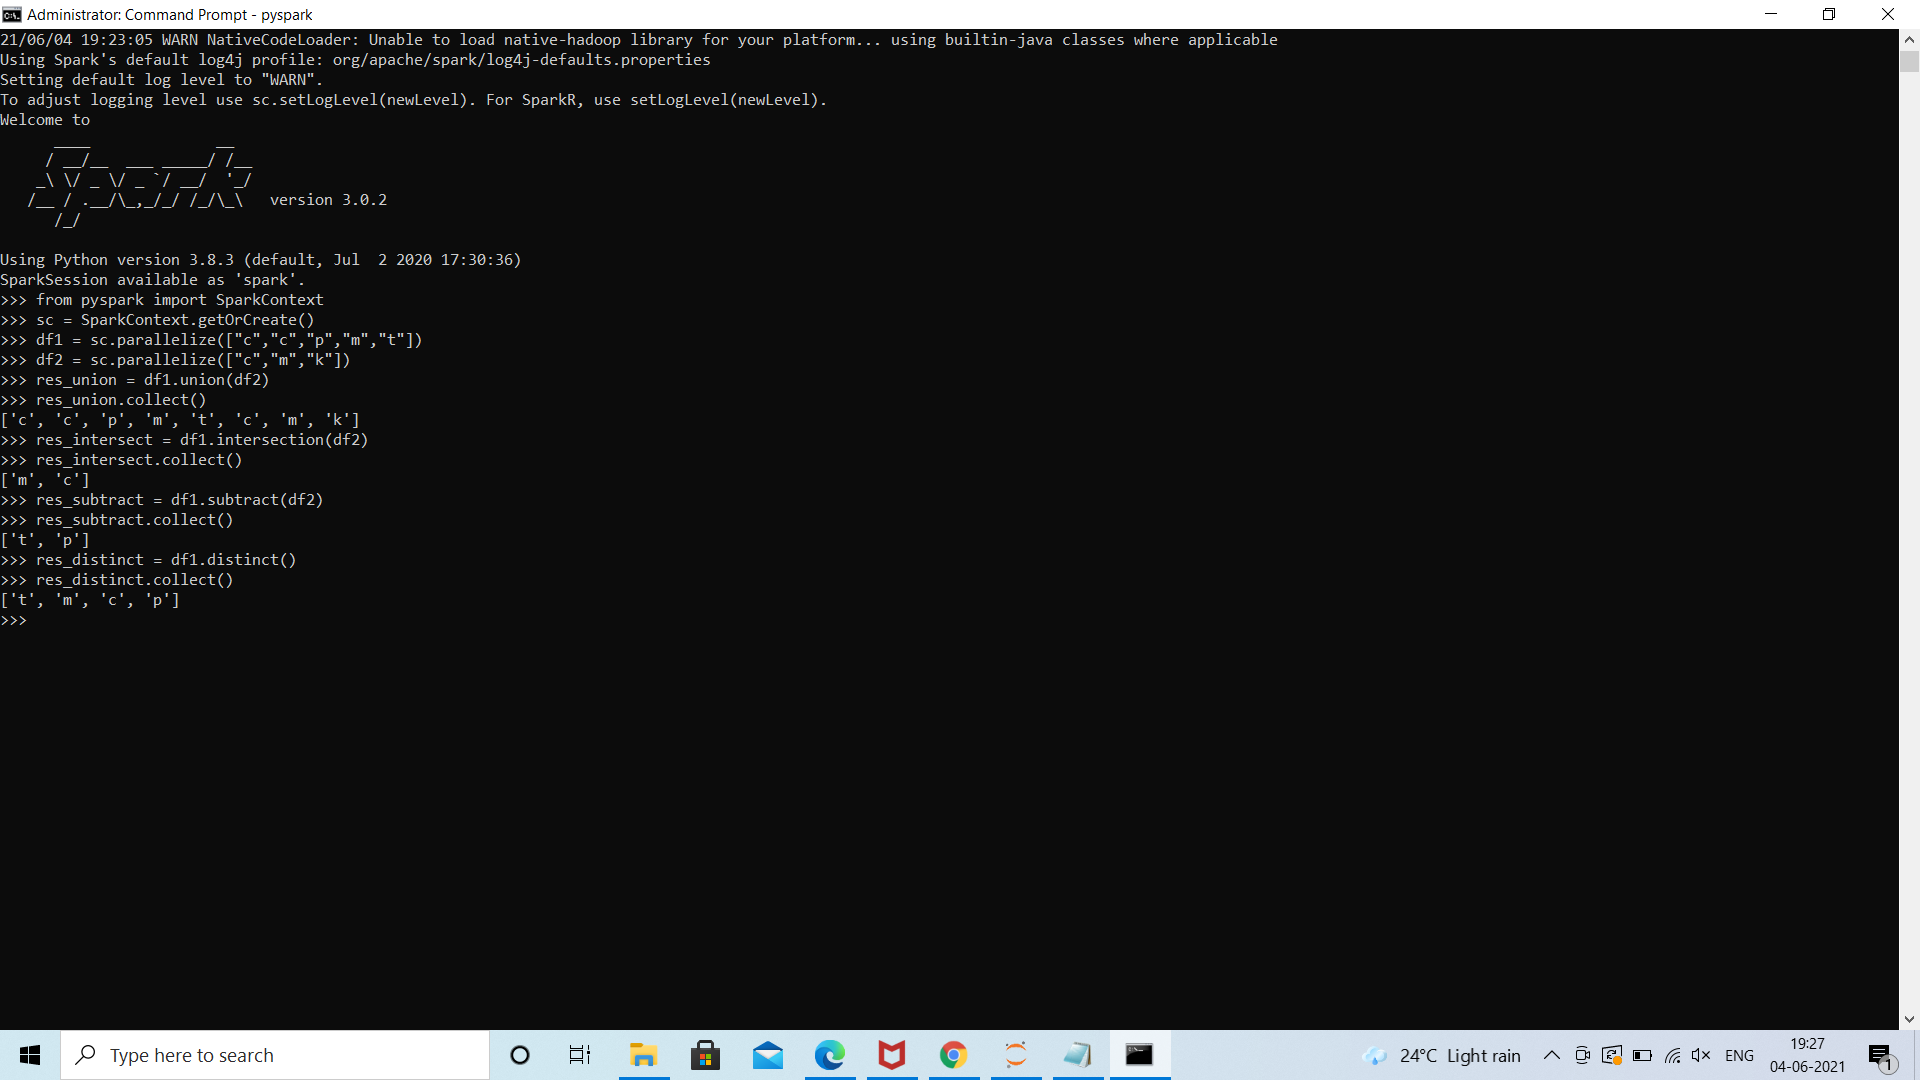 Administrator: Command Prompt - pyspark
21/06/04 19:23:05 WARN NativeCodeLoader: Unable to load native-hadoop library for your platform... using builtin-java classes where applicable
Using Spark's default log4j profile: org/apache/spark/log4j-defaults.properties
Setting default log level to "WARN".
To adjust logging level use sc.setLogLevel(newLevel). For SparkR, use setLogLevel(newLevel).
Welcome to
      ____              __
     / __/__  ___ _____/ /__
    _\ \/ _ \/ _ `/ __/  '_/
   /__ / .__/\_,_/_/ /_/\_\   version 3.0.2
      /_/
Using Python version 3.8.3 (default, Jul  2 2020 17:30:36)
SparkSession available as 'spark'.
>>> from pyspark import SparkContext
>>> sc = SparkContext.getOrCreate()
>>> df1 = sc.parallelize(["c","c","p","m","t"])
>>> df2 = sc.parallelize(["c","m","k"])
>>> res_union = df1.union(df2)
>>> res_union.collect()
['c', 'c', 'p', 'm', 't', 'c', 'm', 'k']
>>> res_intersect = df1.intersection(df2)
>>> res_intersect.collect()
['m', 'c']
>>> res_subtract = df1.subtract(df2)
>>> res_subtract.collect()
['t', 'p']
>>> res_distinct = df1.distinct()
>>> res_distinct.collect()
['t', 'm', 'c', 'p']
>>>
Type here to search
24°C Light rain
ENG
19:27
04-06-2021
1